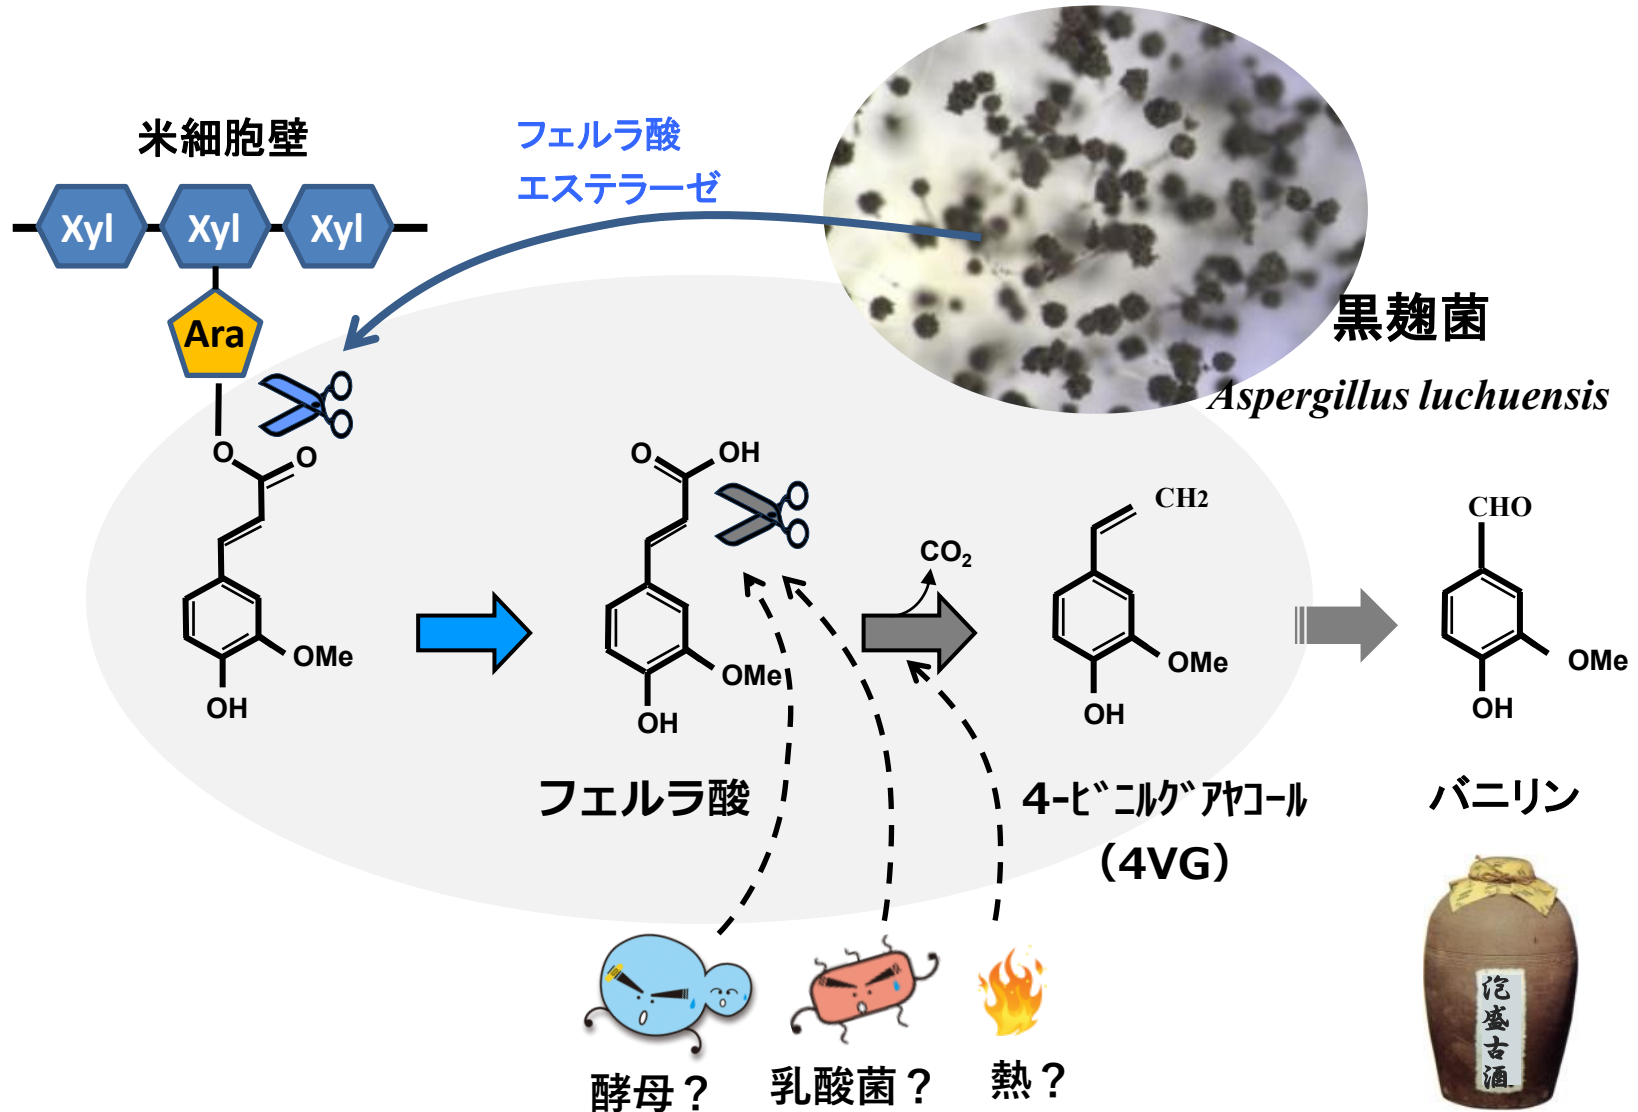 米細胞壁
フェルラ酸
エステラーゼ
Xyl Xyl Xyl
Ara
黒麹菌
Aspergillus luchuensis
O O
OMe
OH
O OH
OMe
OH
CO₂
CH2
OMe
OH
CHO
OMe
OH
フェルラ酸
4-ﾋﾞﾆﾙｸﾞｱﾔｺｰﾙ
（4VG）
バニリン
酵母？
乳酸菌？
熱？
泡盛古酒